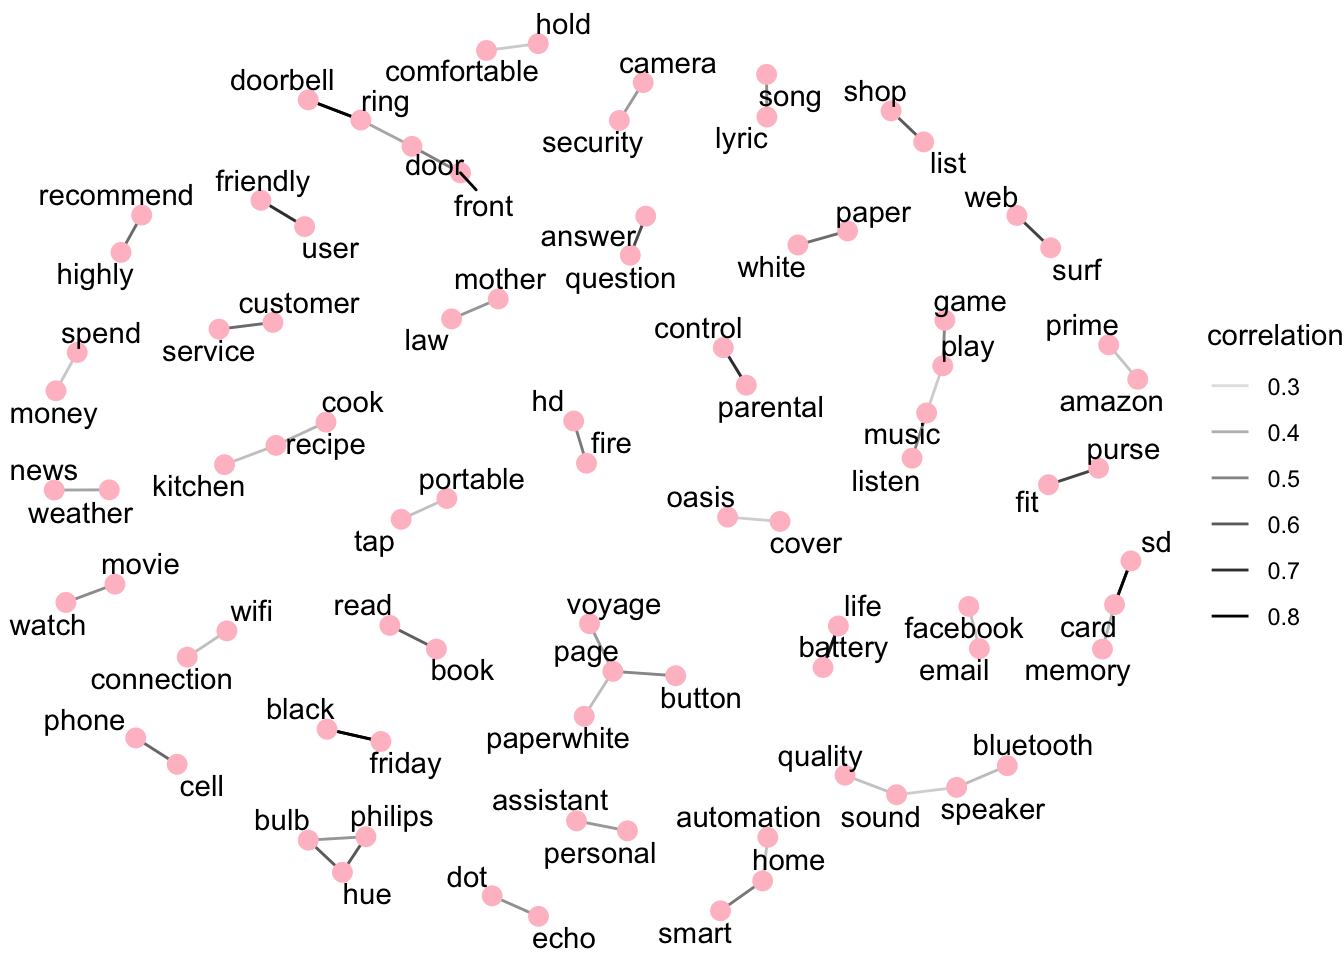 hold
comfortable
camera
doorbell
ring
song
shop
security
lyric
list
door
friendly
recommend
web
front
paper
answer
user
highly
question
white
surf
mother
customer
game
spend
control
prime
law
service
play
money
cook
hd
parental
amazon
recipe
fire
music
purse
news
kitchen
portable
listen
weather
oasis
fit
tap
cover
sd
movie
watch
wifi
read
voyage
life
facebook
card
page
battery
connection
book
email
memory
button
black
phone
paperwhite
friday
quality
bluetooth
cell
assistant
automation
sound
speaker
bulb
philips
personal
home
dot
hue
echo
smart
correlation
0.3
0.4
0.5
0.6
0.7
0.8